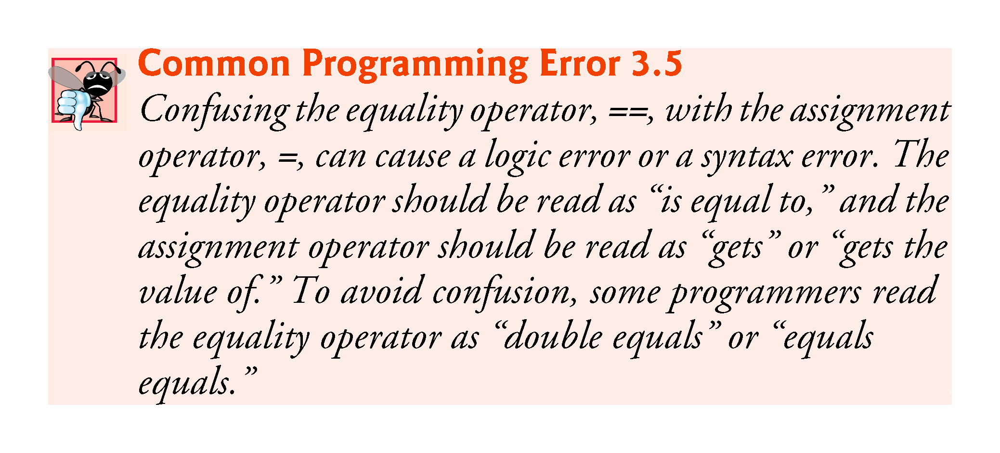 Common Programming Error 3.5
Confusing the equality operator, ==, with the assignment
operator, =, can cause a logic error or a syntax error. The
equality operator should be read as “is equal to,” and the
assignment operator should be read as “gets” or “gets the
value of.” To avoid confusion, some programmers read
the equality operator as “double equals” or “equals
equals.”